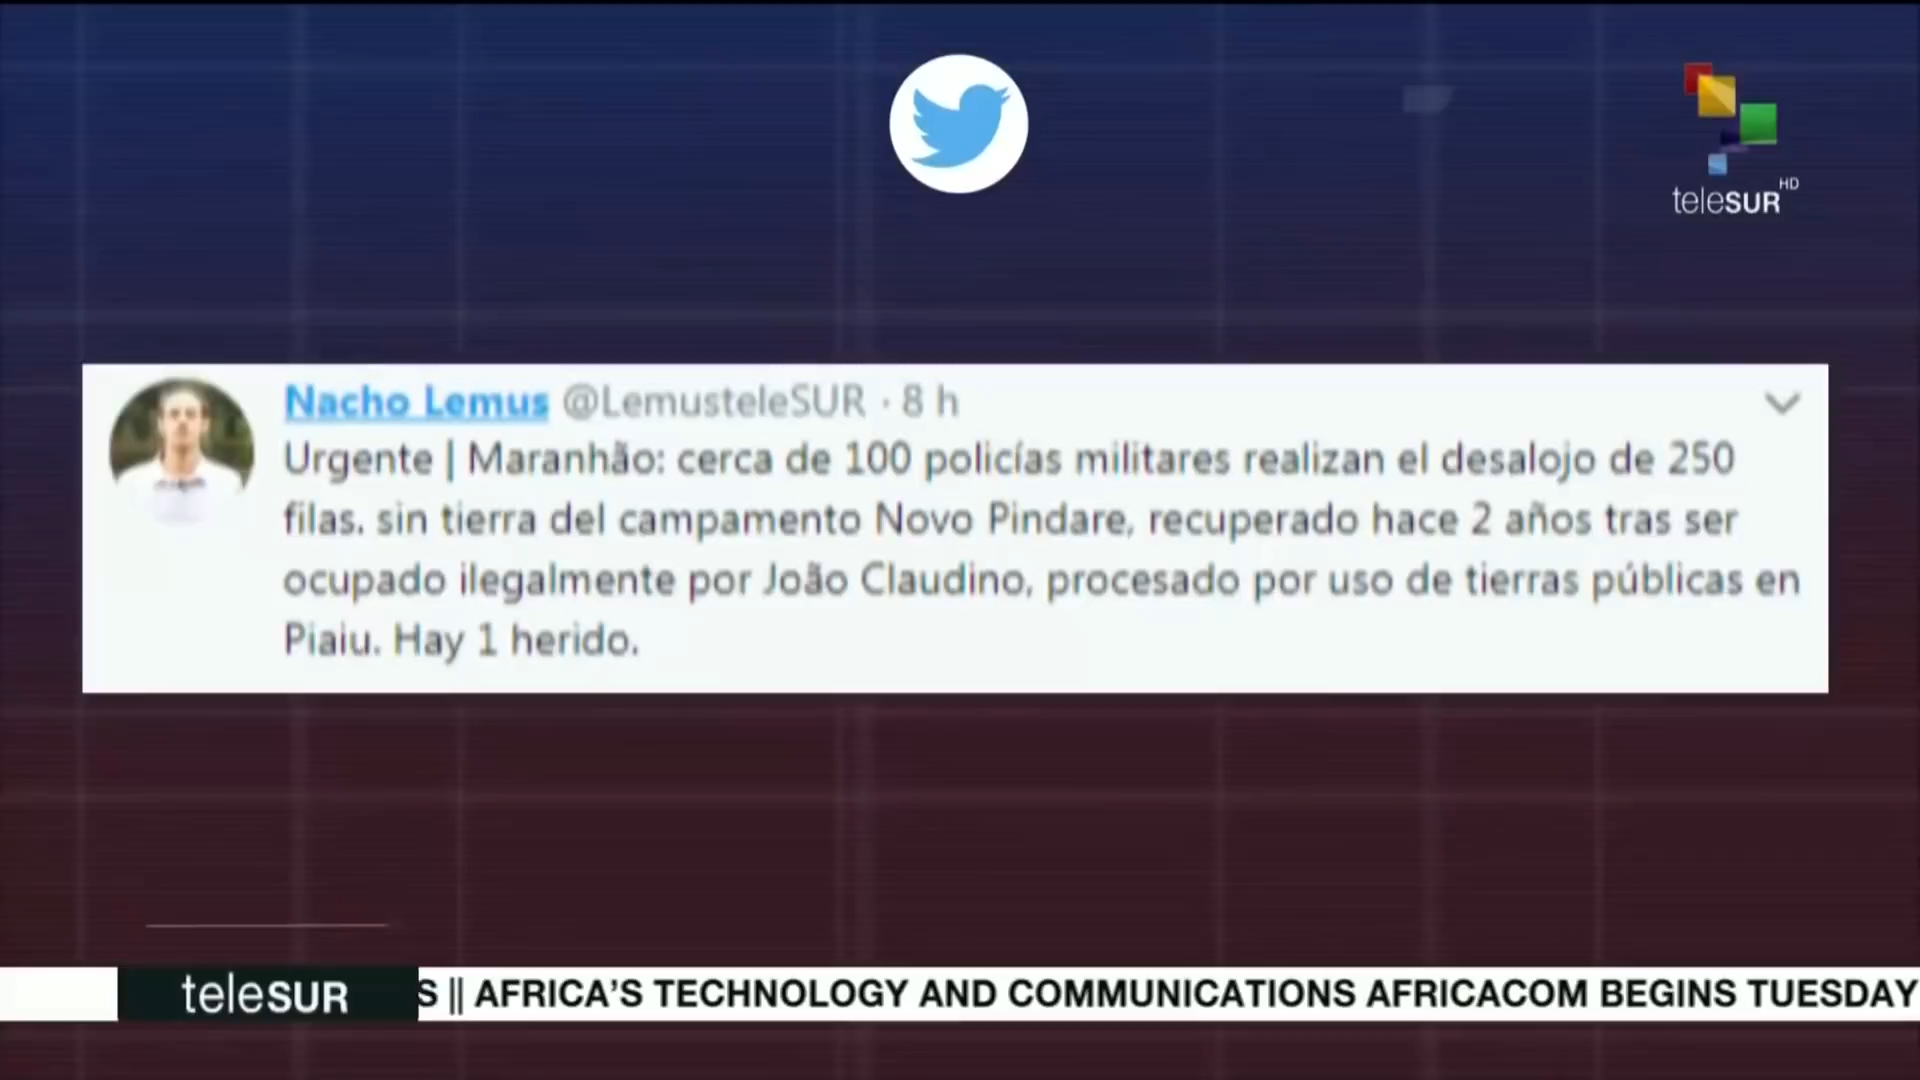 teleSUR HD
Nacho Lemus @LemusteleSUR · 8 h
Urgente | Maranhão: cerca de 100 policías militares realizan el desalojo de 250
filas. sin tierra del campamento Novo Pindare, recuperado hace 2 años tras ser
ocupado ilegalmente por João Claudino, procesado por uso de tierras públicas en
Piaiu. Hay 1 herido.
teleSUR S || AFRICA'S TECHNOLOGY AND COMMUNICATIONS AFRICACOM BEGINS TUESDAY